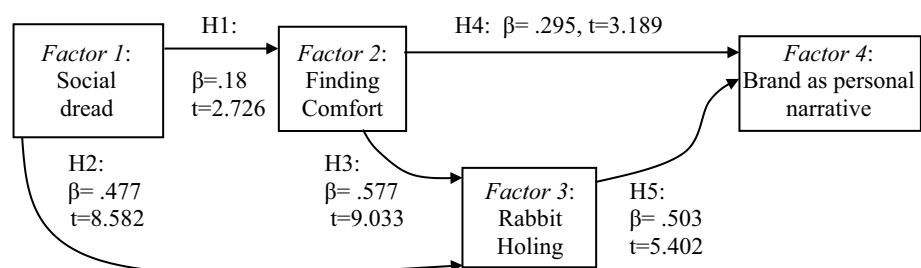 H1:
H4: β= .295, t=3.189
Factor 1:
Social
dread
β=.18
t=2.726
Factor 2:
Finding
Comfort
Factor 4:
Brand as personal
narrative
H2:
β= .477
t=8.582
H3:
β= .577
t=9.033
Factor 3:
Rabbit
Holing
H5:
β= .503
t=5.402